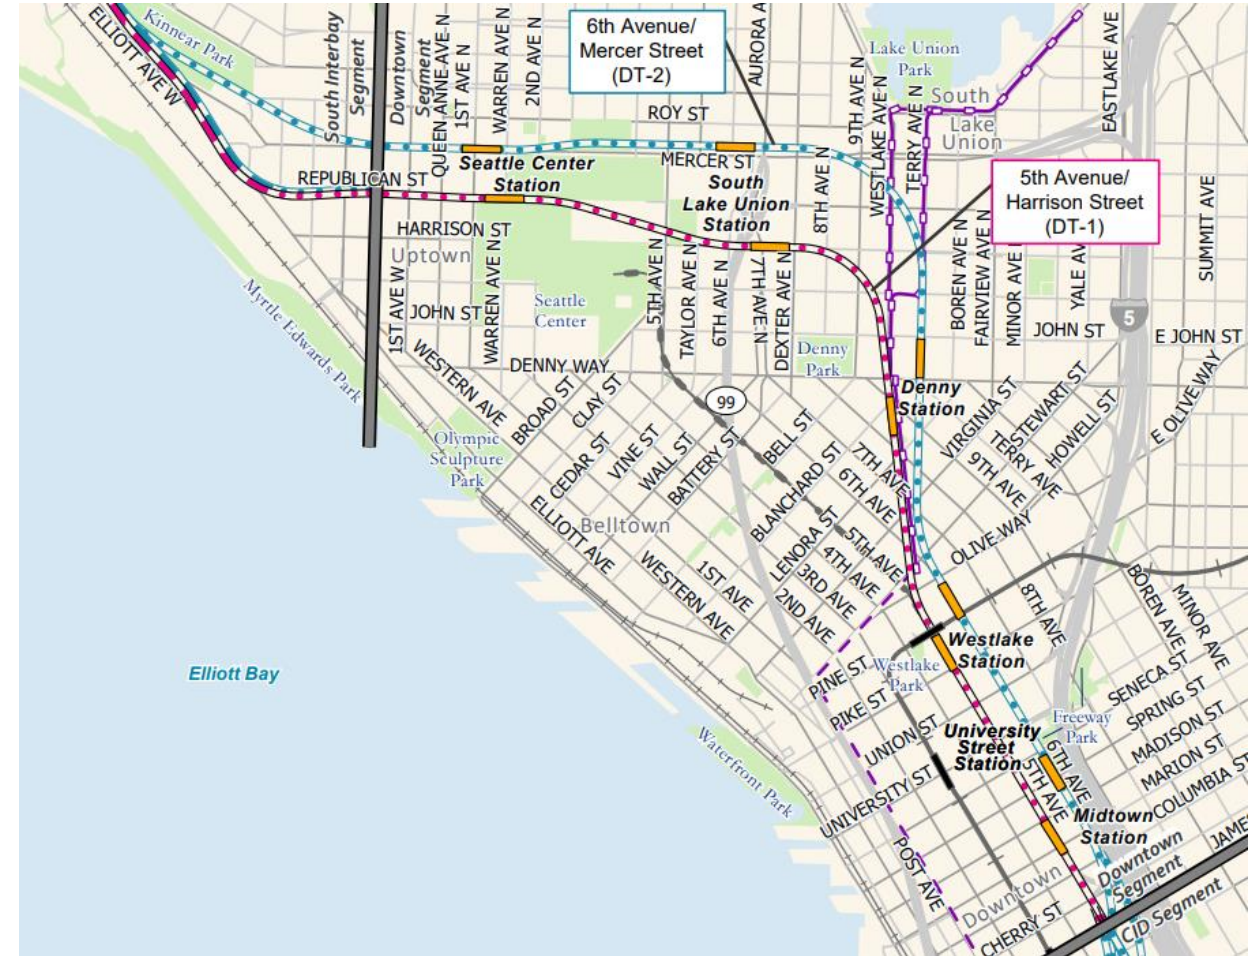 6th Avenue/
Mercer Street
(DT-2)
5th Avenue/
Harrison Street
(DT-1)
Kinnear Park
ELLIOTT AVE W
South Interbay
Segment
Downtown
Segment
QUEEN ANNE AVE N
1ST AVE N
WARREN AVE N
2ND AVE N
AURORA A
ROY ST
9TH AVE N
WESTLAKE AVE N
TERRY AVE N
Lake Union
Park
South
Lake
Union
EASTLAKE AVE
MERCER ST
REPUBLICAN ST
Seattle Center
Station
South
Lake Union
Station
8TH AVE N
HARRISON ST
Uptown
1ST AVE W
WARREN AVE N
JOHN ST
Seattle
Center
5TH AVE N
TAYLOR AVE N
6TH AVE N
7TH AVE N
DEXTER AVE N
BOREN AVE N
FAIRVIEW AVE N
MINOR AVE N
YALE AV
SUMMIT AVE
5
JOHN ST
E JOHN ST
E OLIVE WAY
Denny
Park
DENNY WAY
Myrtle Edwards Park
WESTERN AVE
BROAD ST
CLAY ST
99
Denny
Station
Olympic
Sculpture
Park
CEDAR ST
VINE ST
WALL ST
BATTERY ST
BELL ST
BLANCHARD ST
7TH AVE
6TH AVE
VIRGINIA ST
STEWART ST
TERRY AVE
9TH AVE
HOWELL ST
Belltown
ELLIOTT AVE
WESTERN AVE
1ST AVE
LENORA ST
5TH AVE
4TH AVE
3RD AVE
2ND AVE
OLIVE WAY
8TH AVE
BOREN AVE
MINOR AVE
Elliott Bay
PINE ST
PIKE ST
Westlake
Park
Westlake
Station
SENECA ST
SPRING ST
MADISON ST
MARION ST
COLUMBIA ST
JAME
Freeway
Park
UNION ST
UNIVERSITY ST
University
Street
Station
6TH AVE
5TH AVE
Waterfront Park
Midtown
Station
POST AVE
Downtown
Downtown
Segment
CID Segment
CHERRY ST